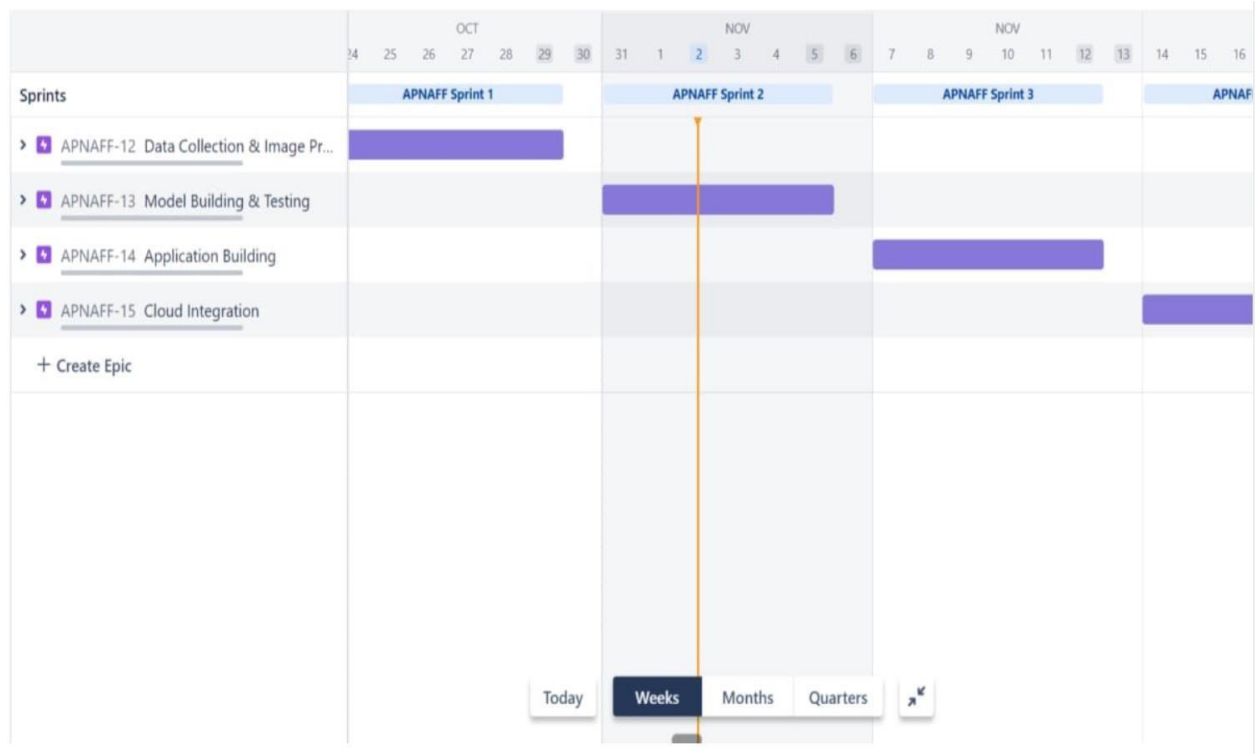 OCT NOV NOV
24 25 26 27 28 29 30 31 1 2 3 4 5 6 7 8 9 10 11 12 13 14 15 16
Sprints APNAFF Sprint 1 APNAFF Sprint 2 APNAFF Sprint 3 APNAF
APNAFF-12 Data Collection & Image Pr...
APNAFF-13 Model Building & Testing
APNAFF-14 Application Building
APNAFF-15 Cloud Integration
+ Create Epic
Today Weeks Months Quarters